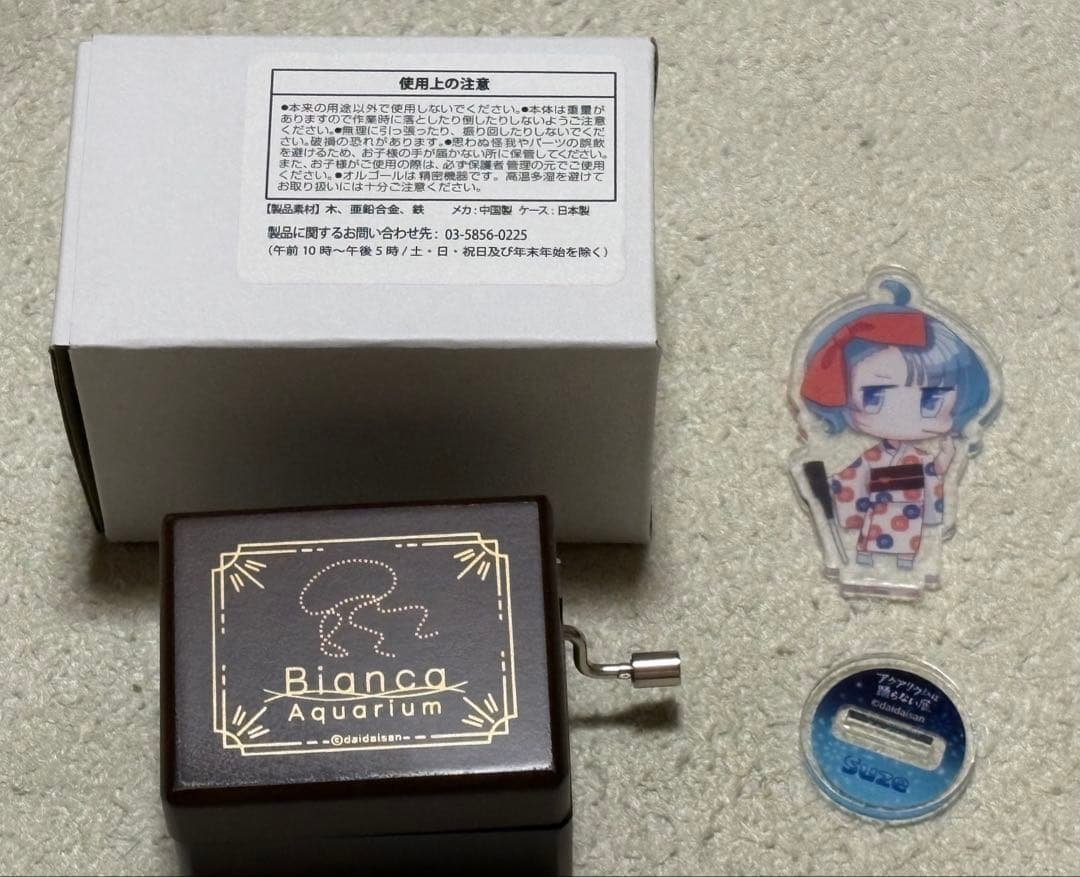 使用上の注意
●本来の用途以外で使用しないでください。●本体は重量が
ありますので作業時に落としたり倒したりしないようご注意
ください。●無理に引っ張ったり、振り回したりしないでくだ
さい。破損の恐れがあります。●思わぬ怪我やパーツの誤飲
を避けるため、お子様の手が届かない所に保管してください。
また、お子様がご使用の際は、必ず保護者管理の元でご使用
ください。●オルゴールは精密機器です。高温多湿を避けて
お取り扱いには十分ご注意ください。
【製品素材】木、亜鉛合金、鉄 メカ:中国製 ケース:日本製
製品に関するお問い合わせ先: 03-5856-0225
(午前10時〜午後5時/土・日・祝日及び年末年始を除く)
Bianca
Aquarium
©daidaisan
アクアリウムは
踊らない展
©daidaisan
Suze